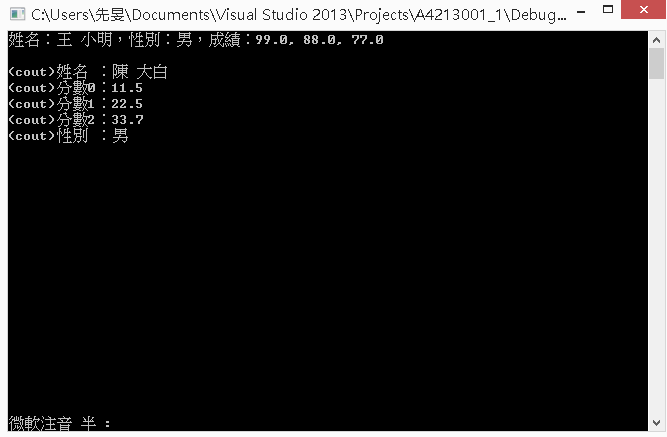 C:\Users\先旻\Documents\Visual Studio 2013\Projects\A4213001_1\Debug...
姓名：王 小明，性別：男，成績：99.0, 88.0, 77.0
(cout)姓名 ：陳 大白
(cout)分數0：11.5
(cout)分數1：22.5
(cout)分數2：33.7
(cout)性別 ：男
微軟注音 半 :